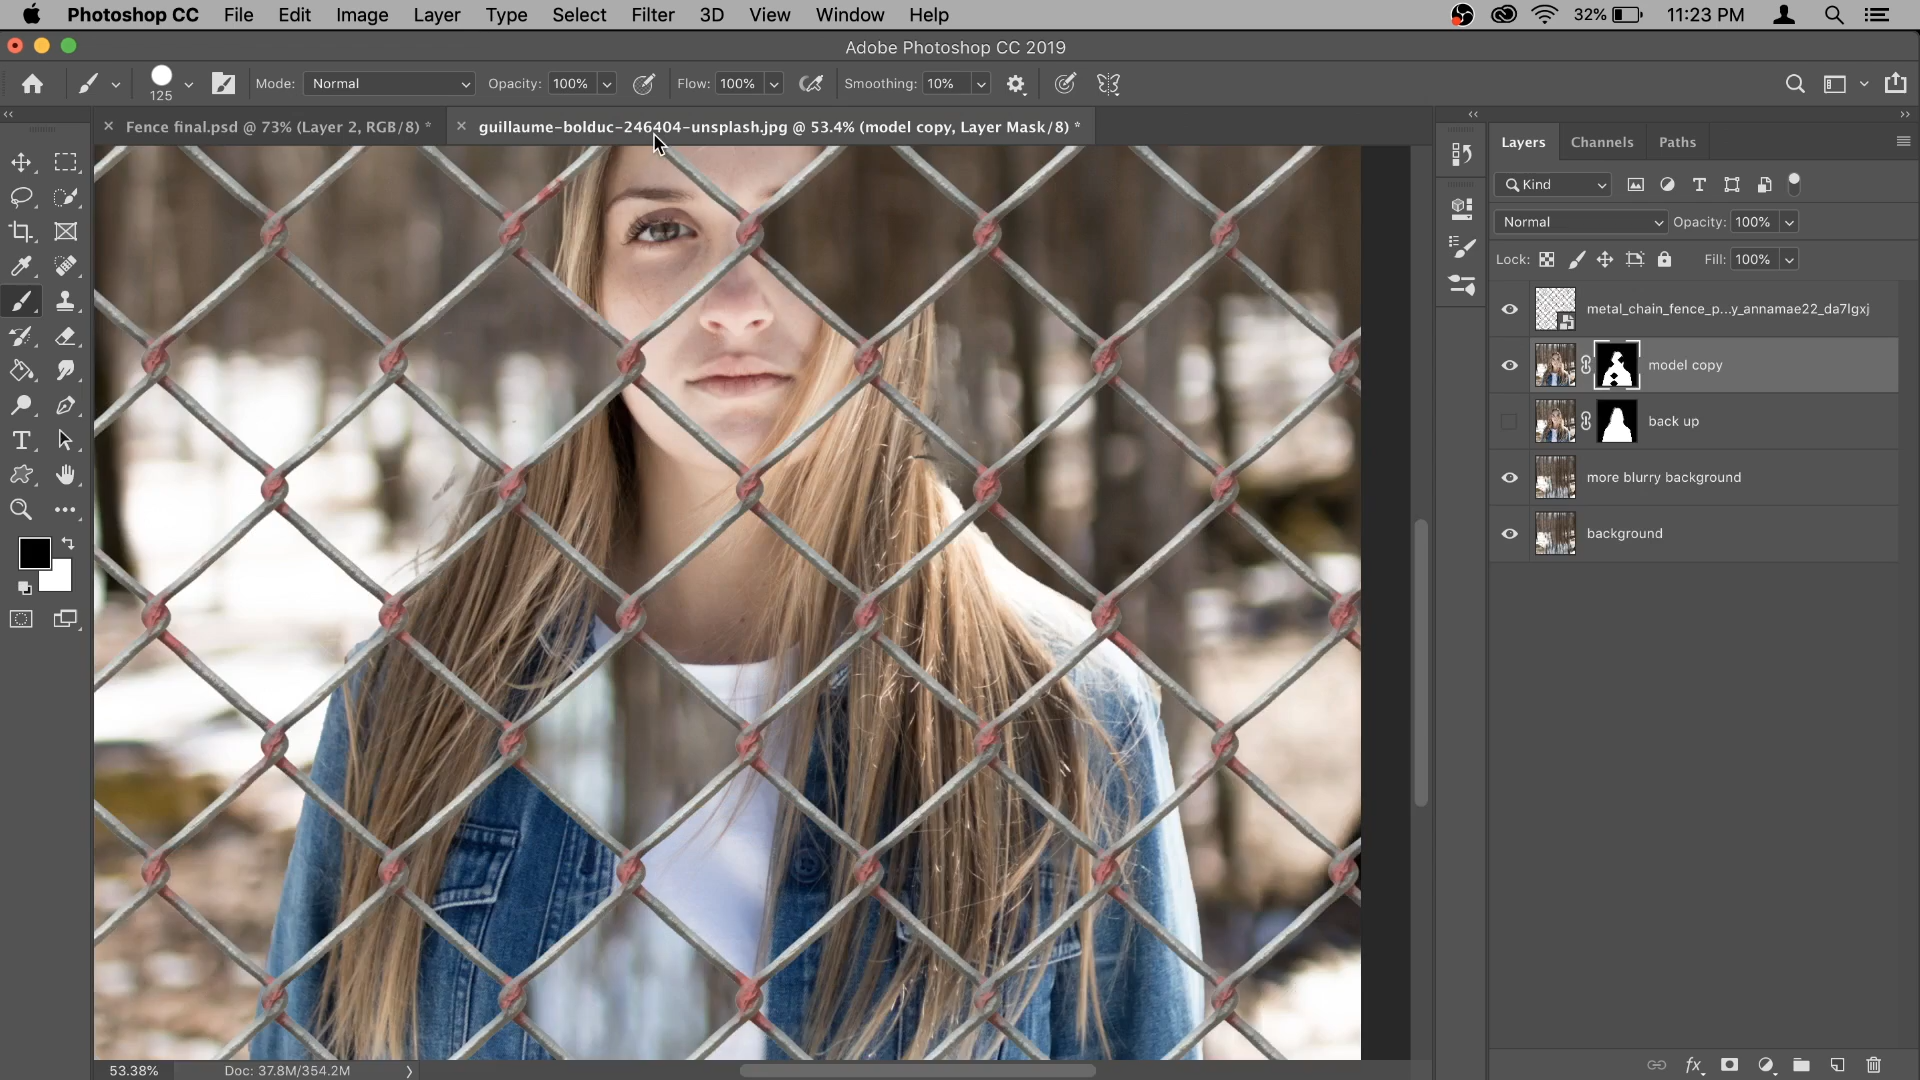 Photoshop CC File Edit Image Layer Type Select Filter 3D View Window Help 32% 11:23 PM
Adobe Photoshop CC 2019
125 Mode: Normal Opacity: 100% Flow: 100% Smoothing: 10%
Fence final.psd @ 73% (Layer 2, RGB/8) *
guillaume-bolduc-246404-unsplash.jpg @ 53.4% (model copy, Layer Mask/8) *
Layers Channels Paths
Kind
Normal Opacity: 100%
Lock: Fill: 100%
metal_chain_fence_p...y_annamae22_da7lgxj
model copy
back up
more blurry background
background
53.38% Doc: 37.8M/354.2M